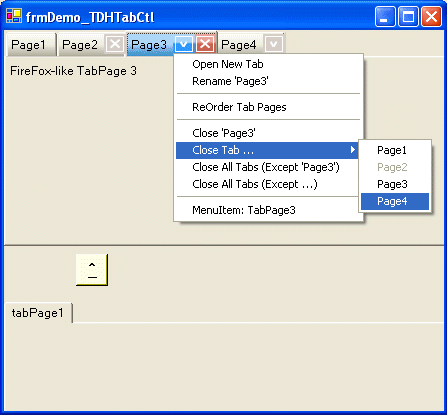 frmDemo_TDHTabCtl
Page1 Page2 Page3 Page4
FireFox-like TabPage 3
Open New Tab
Rename 'Page3'
ReOrder Tab Pages
Close 'Page3'
Close Tab ...
Close All Tabs (Except 'Page3')
Close All Tabs (Except ...)
MenuItem: TabPage3
Page1
Page2
Page3
Page4
tabPage1